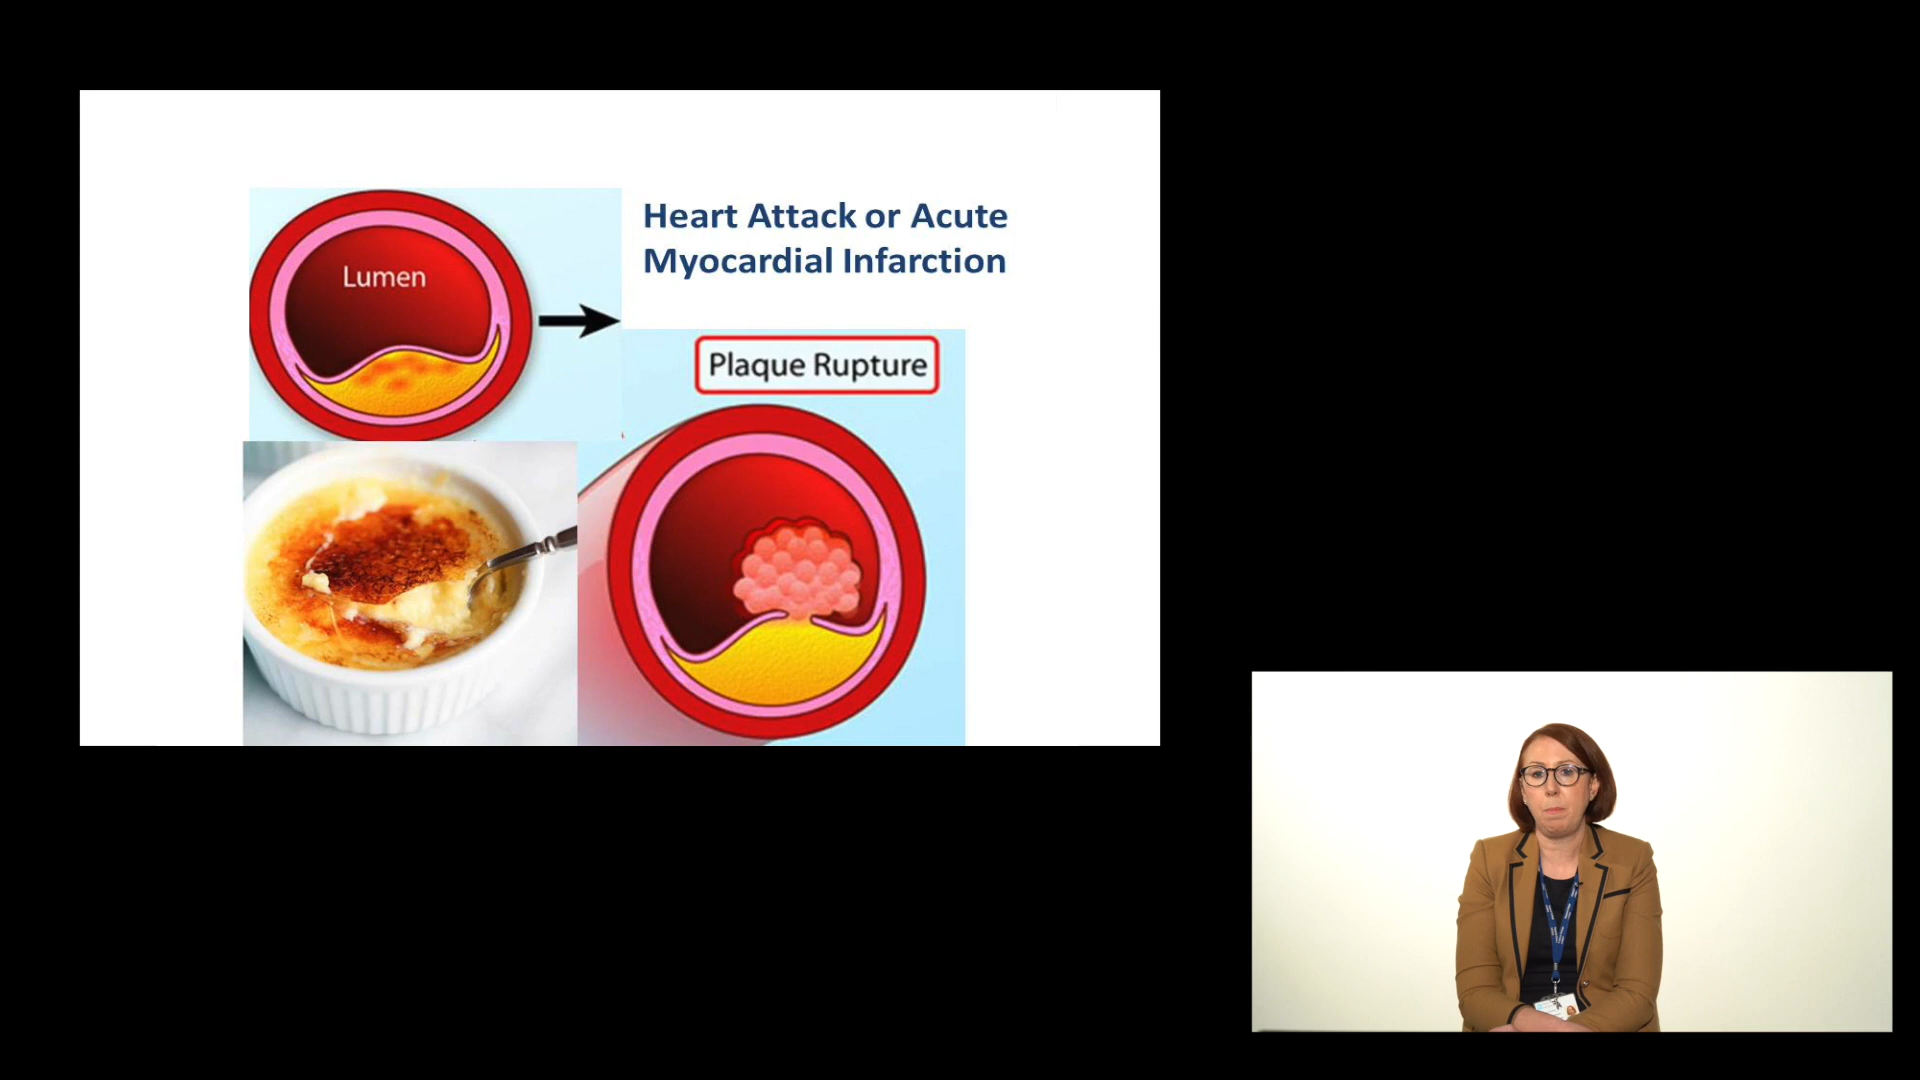 Heart Attack or Acute
Myocardial Infarction
Lumen
Plaque Rupture